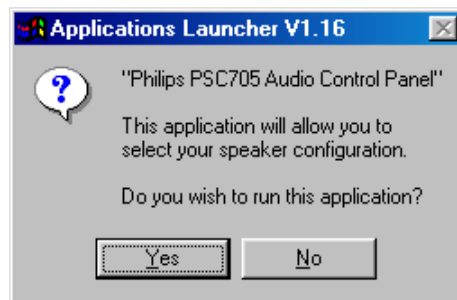 Applications Launcher V1.16
"Philips PSC705 Audio Control Panel"
This application will allow you to
select your speaker configuration.
Do you wish to run this application?
Yes
No